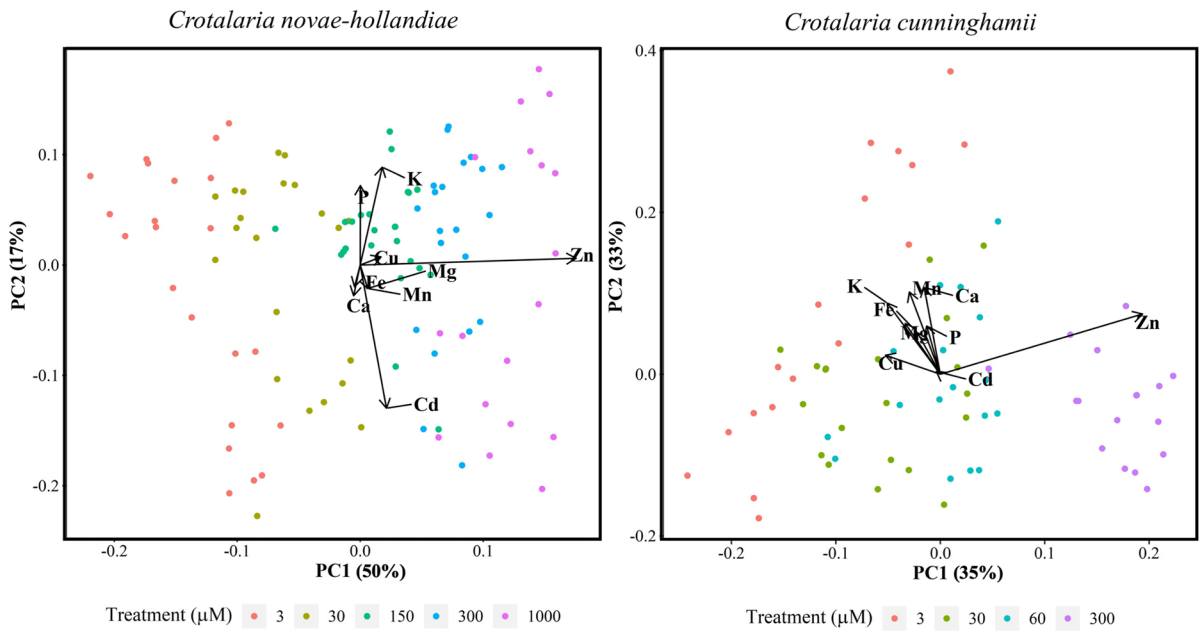 Crotalaria novae-hollandiae
Crotalaria cunninghamii
PC2 (17%)
0.1
0.0
-0.1
-0.2
K
P
Cu
Zn
Fe
Mg
Ca
Mn
Cd
-0.2
-0.1
0.0
0.1
PC1 (50%)
PC2 (33%)
0.4
0.2
0.0
-0.2
K
Mn
Ca
Fe
Mg
P
Zn
Cu
Cd
-0.2
-0.1
0.0
0.1
0.2
PC1 (35%)
Treatment (µM) 3 30 150 300 1000
Treatment (µM) 3 30 60 300